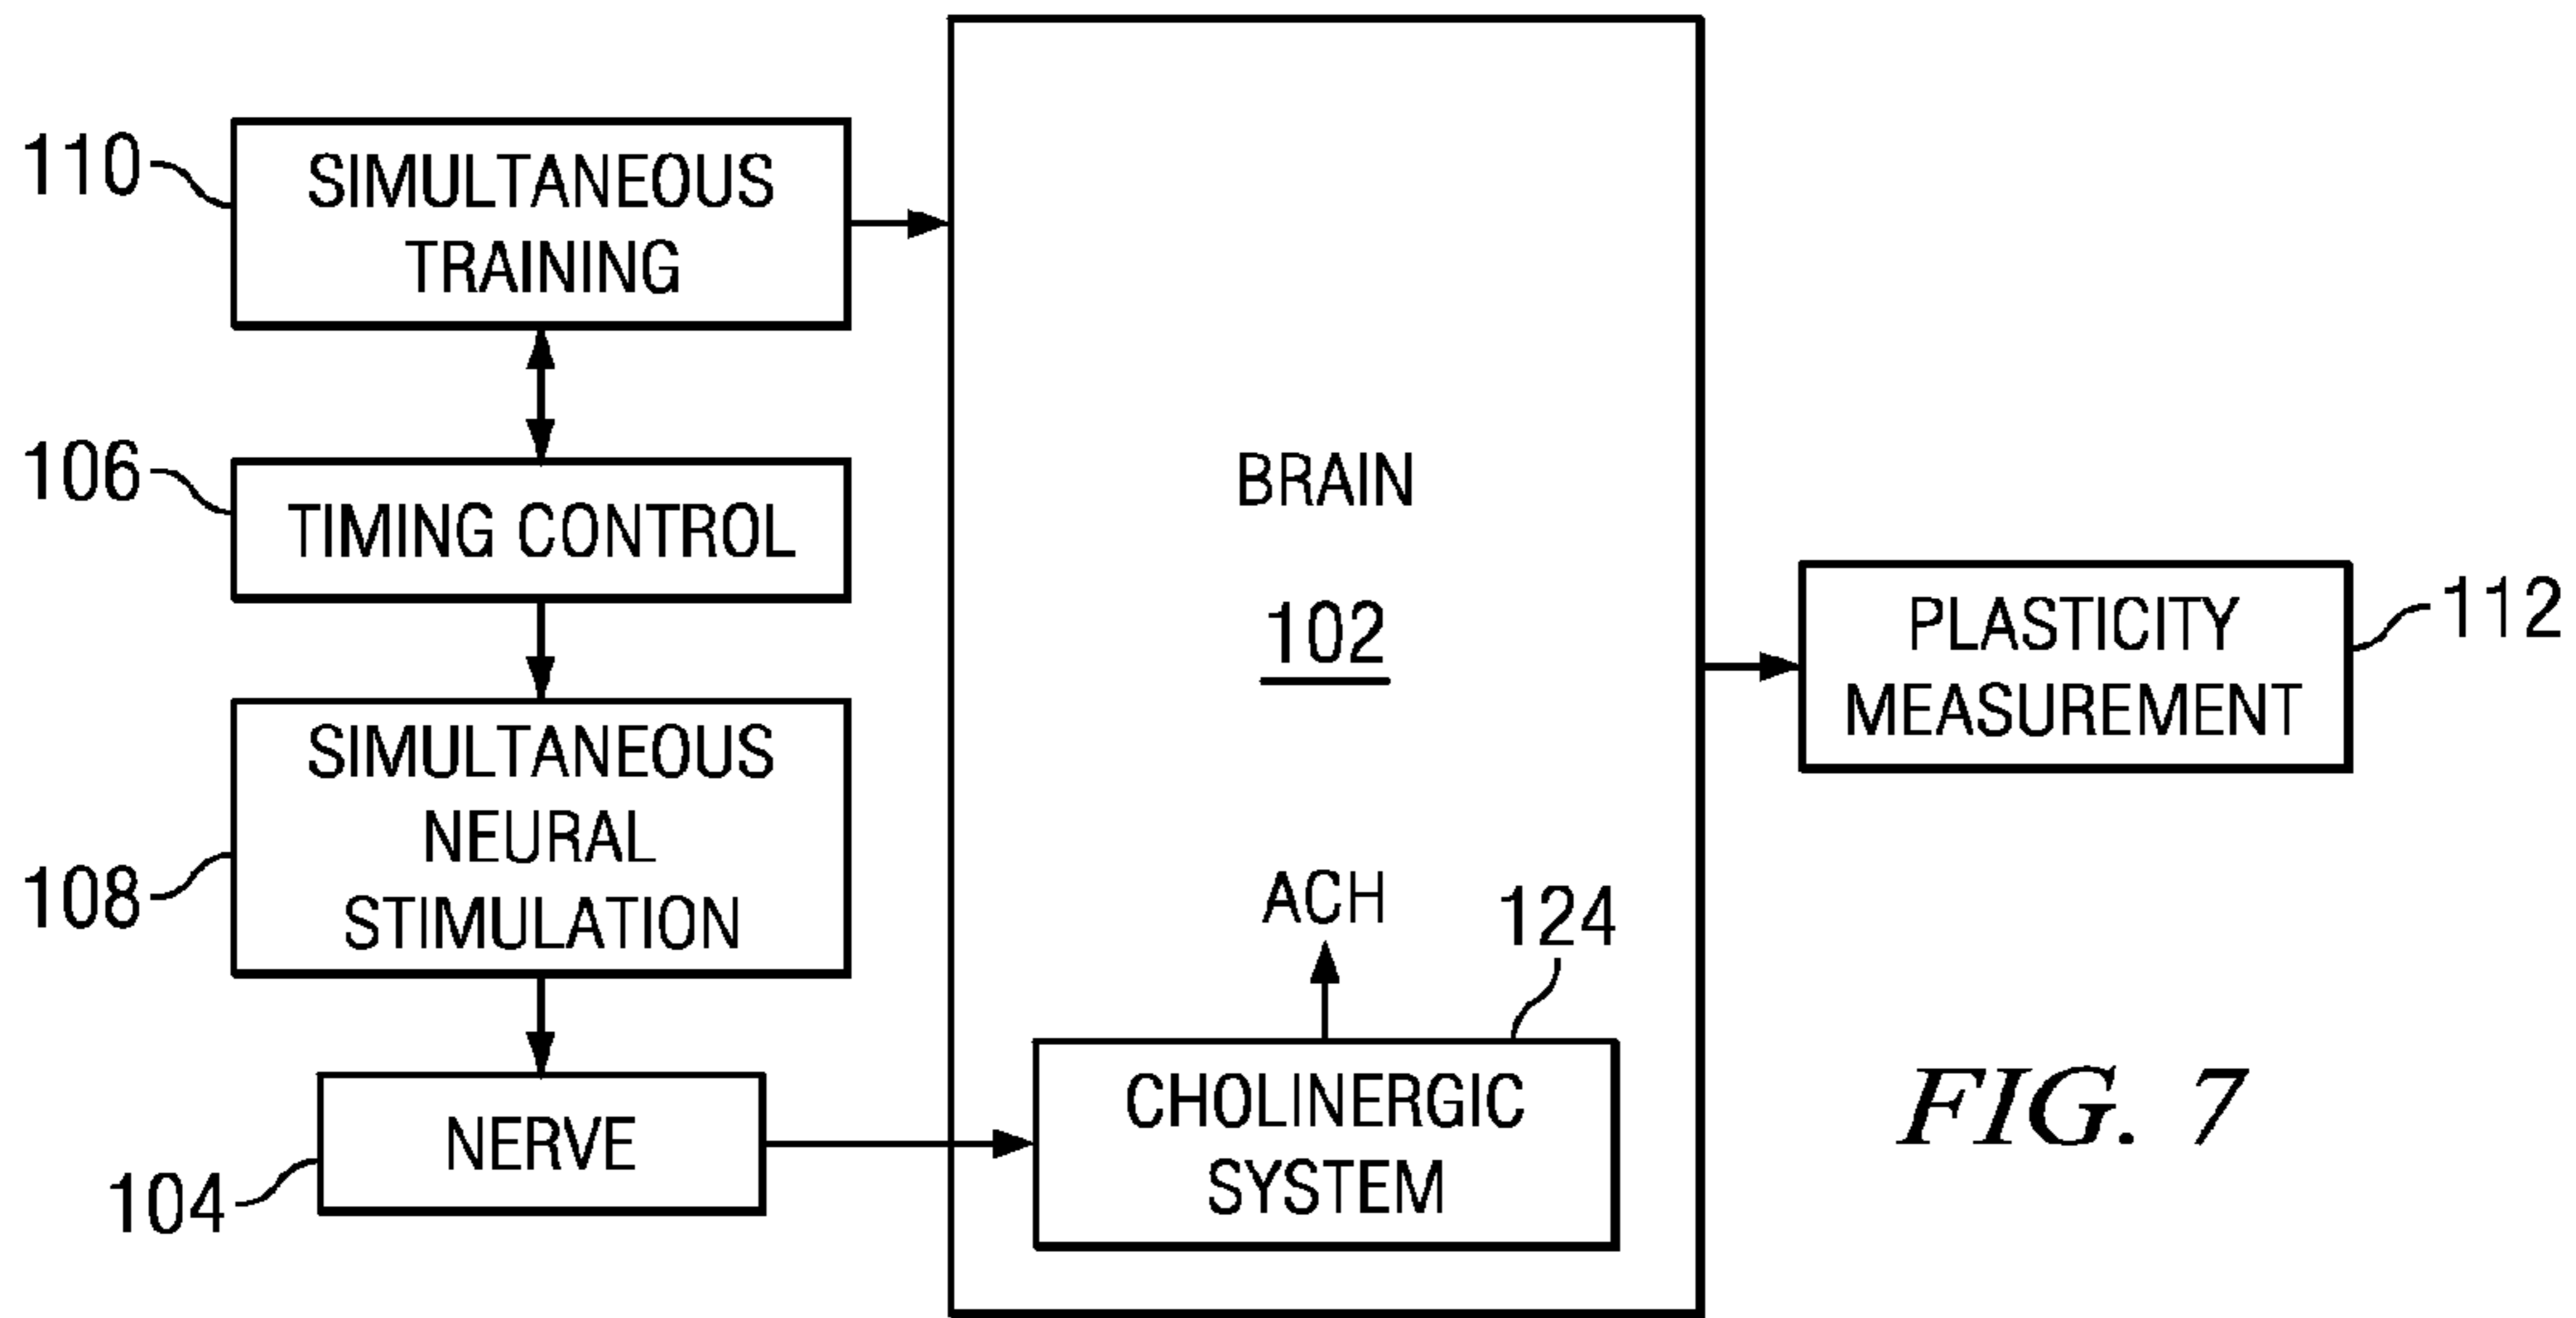 110
SIMULTANEOUS
TRAINING
106
TIMING CONTROL
108
SIMULTANEOUS
NEURAL
STIMULATION
104
NERVE
BRAIN
102
ACH
124
CHOLINERGIC
SYSTEM
PLASTICITY
MEASUREMENT
112
FIG. 7